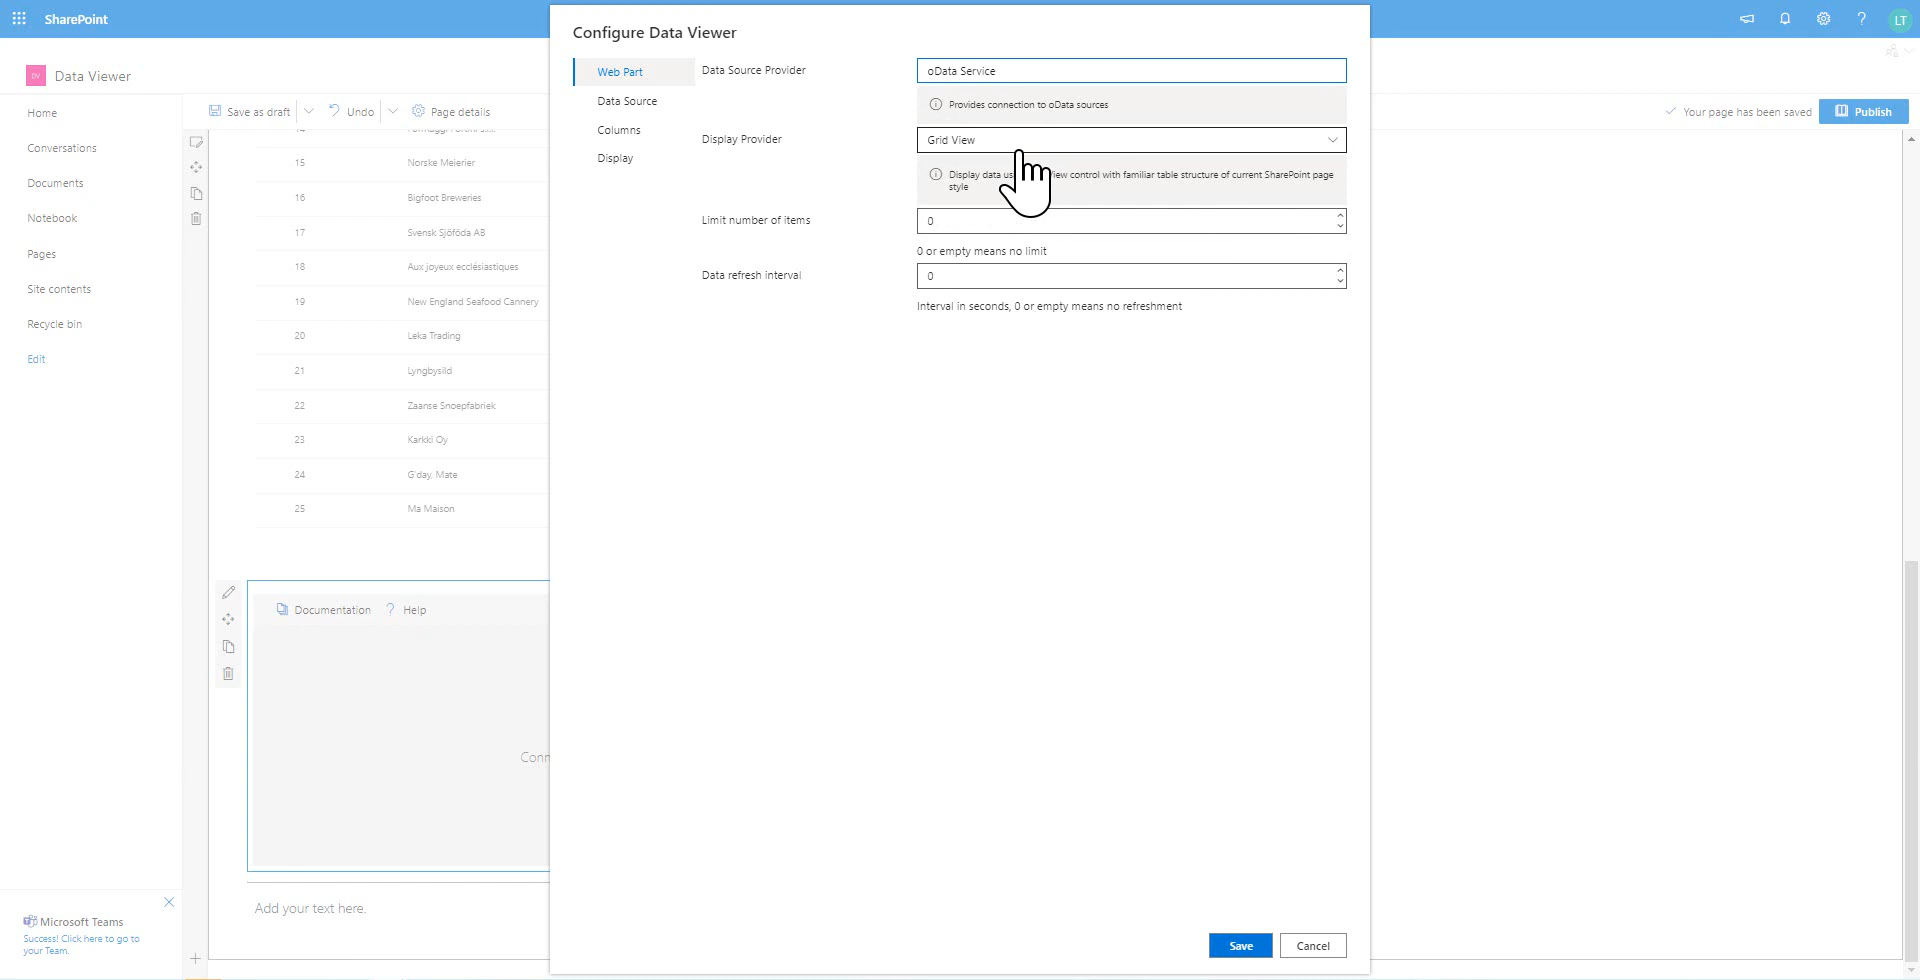 SharePoint
LT
Configure Data Viewer
Web Part
Data Source
Columns
Display
Data Source Provider
oData Service
Provides connection to oData sources
Display Provider
Grid View
Display data us iew control with familiar table structure of current SharePoint page
style
Limit number of items
0
0 or empty means no limit
Data refresh interval
0
Interval in seconds, 0 or empty means no refreshment
Save
Cancel
DV
Data Viewer
Home
Conversations
Documents
Notebook
Pages
Site contents
Recycle bin
Edit
Save as draft
Undo
Page details
Your page has been saved
Publish
15 Norske Meierier
16 Bigfoot Breweries
17 Svensk Sjöföda AB
18 Aux joyeux ecclésiastiques
19 New England Seafood Cannery
20 Leka Trading
21 Lyngbysild
22 Zaanse Snoepfabriek
23 Karkki Oy
24 G'day, Mate
25 Ma Maison
Documentation
? Help
Conn
Add your text here.
Microsoft Teams
Success! Click here to go to
your Team.